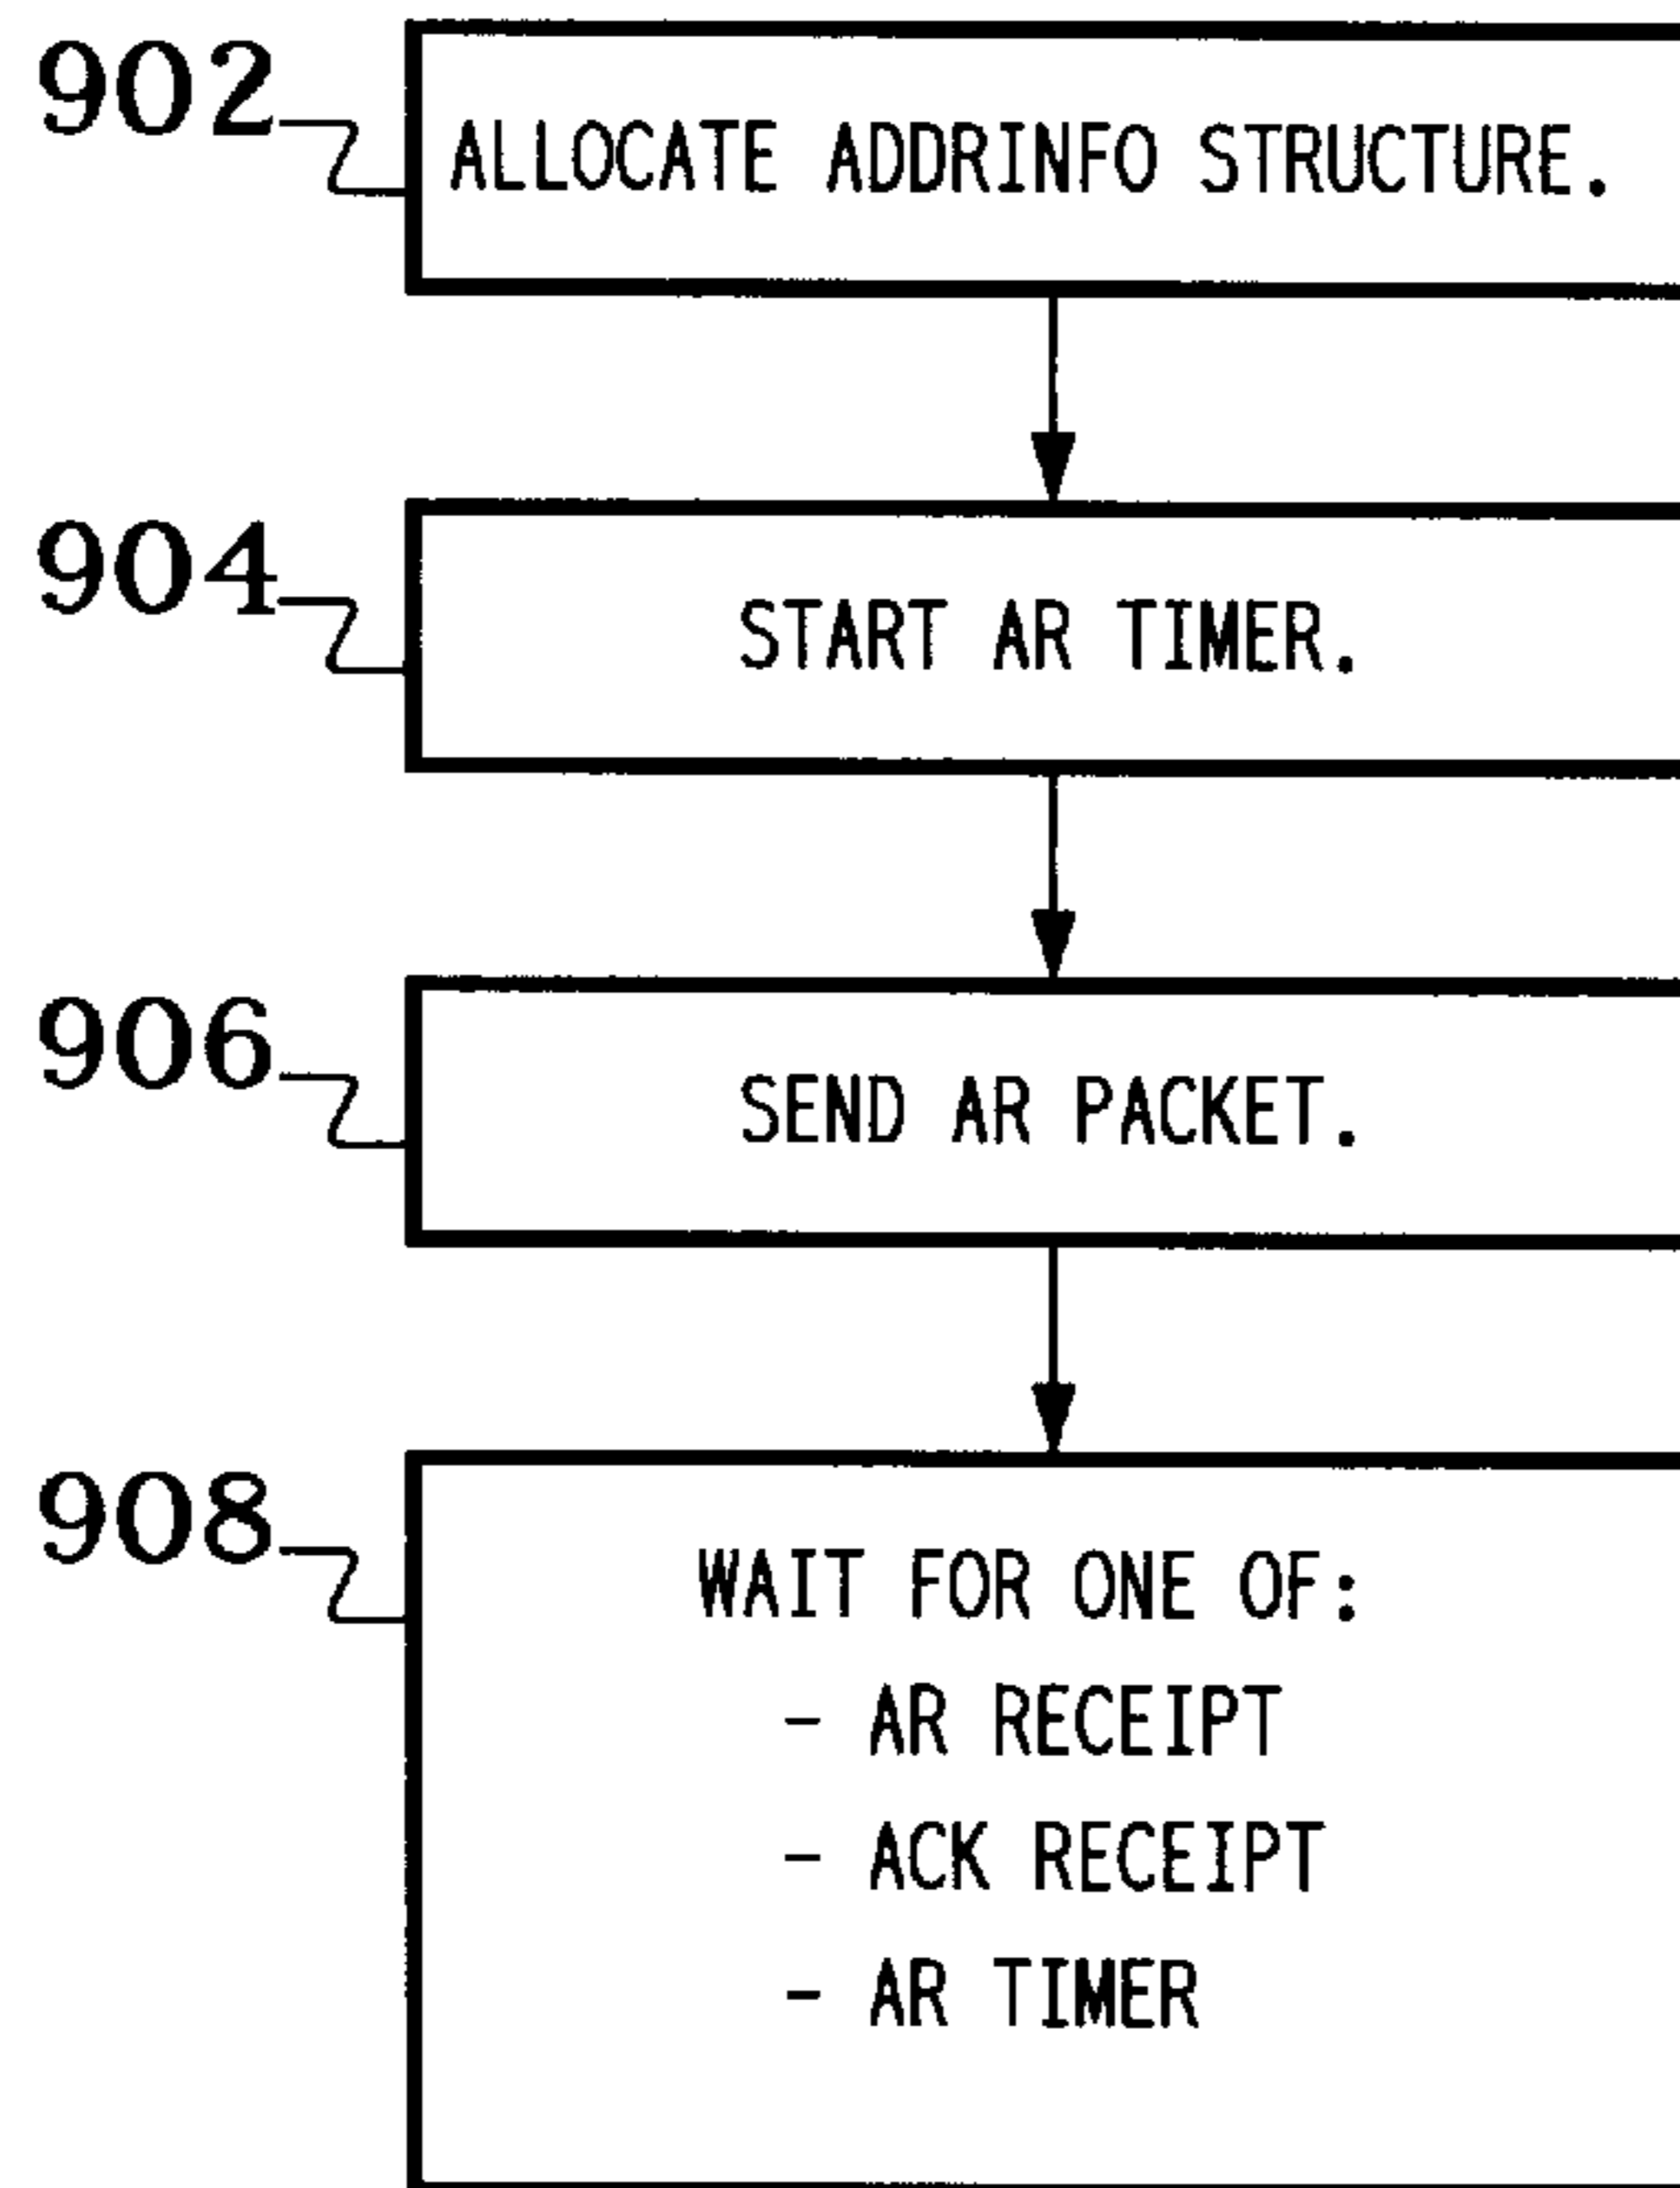 902
ALLOCATE ADDRINFO STRUCTURE.
904
START AR TIMER.
906
SEND AR PACKET.
908
WAIT FOR ONE OF:
- AR RECEIPT
- ACK RECEIPT
- AR TIMER